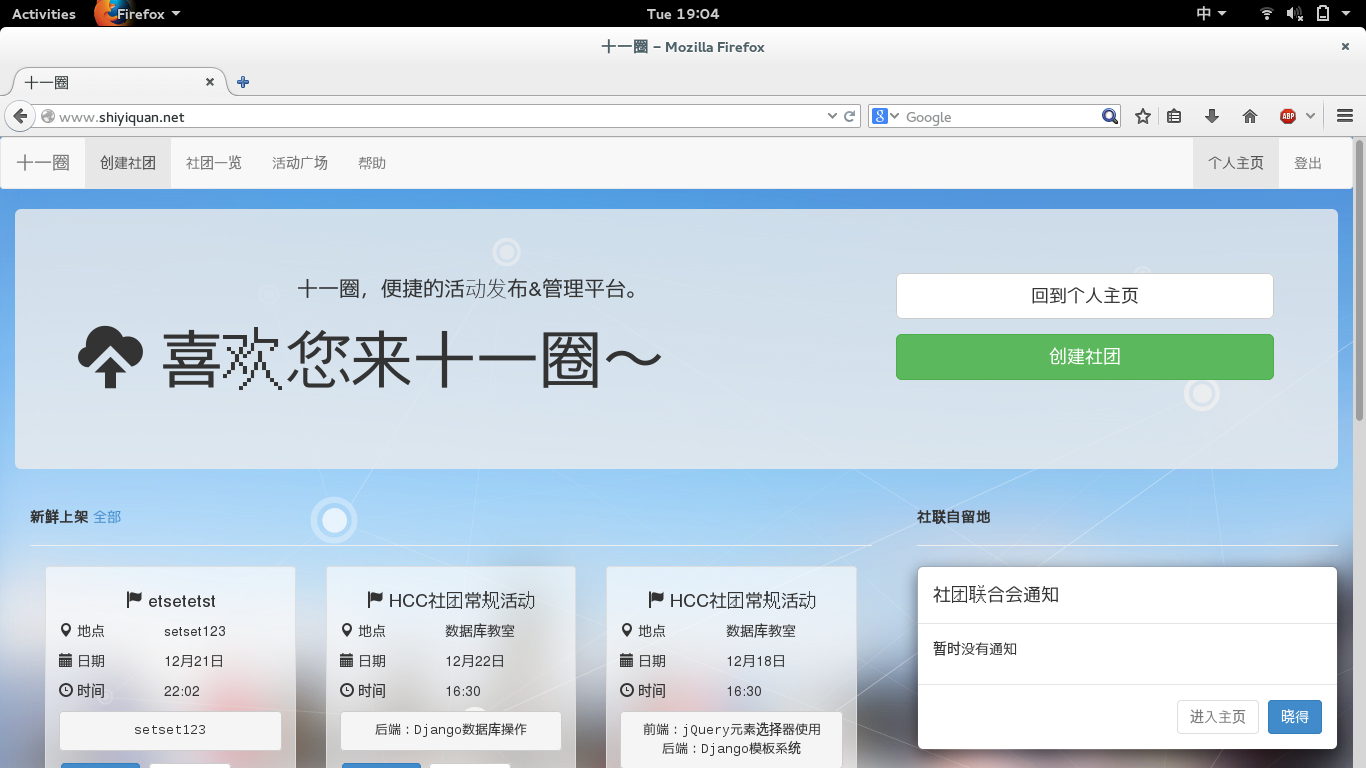 Activities Firefox Tue 19:04 中
十一圈 - Mozilla Firefox
十一圈
www.shiyiquan.net Google ABP
十一圈 创建社团 社团一览 活动广场 帮助 个人主页 登出
十一圈，便捷的活动发布&管理平台。
喜欢您来十一圈～
回到个人主页
创建社团
新鲜上架 全部
社联自留地
etsetetst
地点 setset123
日期 12月21日
时间 22:02
setset123
HCC社团常规活动
地点 数据库教室
日期 12月22日
时间 16:30
后端：Django数据库操作
HCC社团常规活动
地点 数据库教室
日期 12月18日
时间 16:30
前端：jQuery元素选择器使用
后端：Django模板系统
社团联合会通知
暂时没有通知
进入主页 晓得